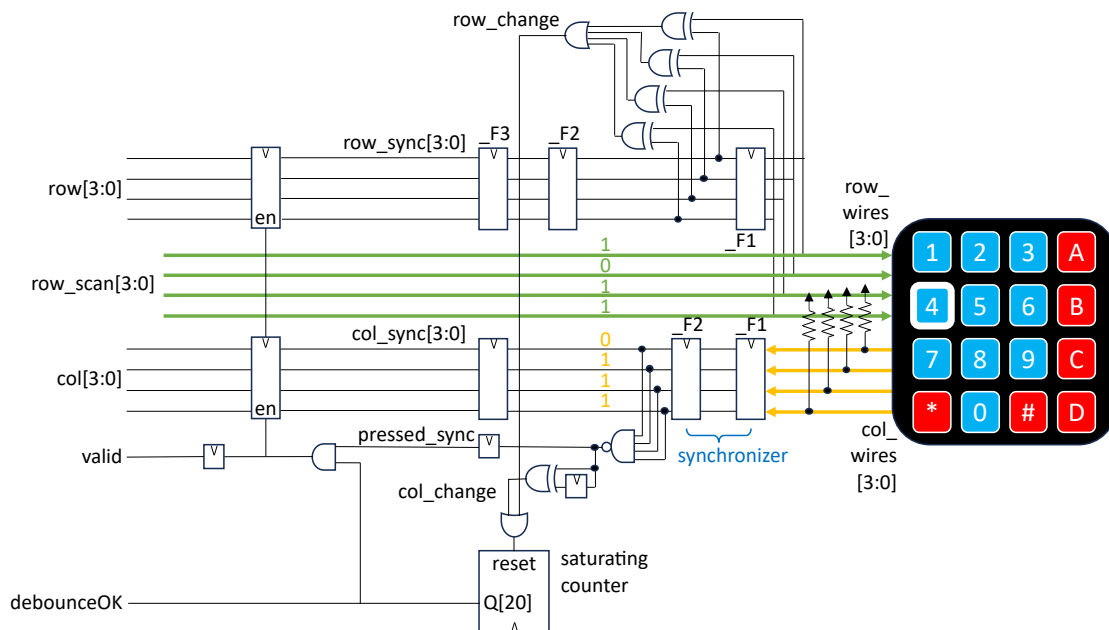 row_change
_F3
_F2
row_sync[3:0]
row[3:0]
en
_F1
row_
wires
[3:0]
1
0
1
1
row_scan[3:0]
1 2 3 A
4 5 6 B
7 8 9 C
* 0 # D
col_sync[3:0]
0
1
1
1
_F2
_F1
col[3:0]
en
synchronizer
col_
wires
[3:0]
pressed_sync
valid
col_change
reset
saturating
counter
Q[20]
debounceOK